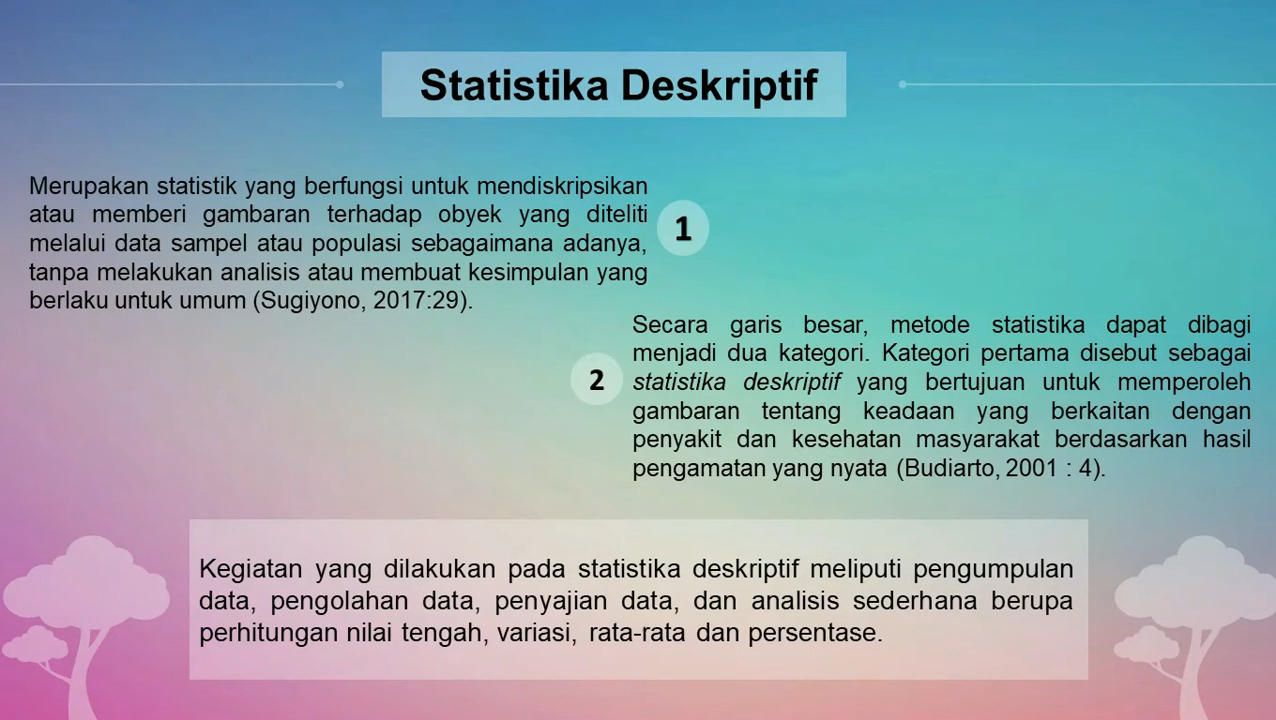 Statistika Deskriptif
Merupakan statistik yang berfungsi untuk mendiskripsikan
atau memberi gambaran terhadap obyek yang diteliti
melalui data sampel atau populasi sebagaimana adanya,
tanpa melakukan analisis atau membuat kesimpulan yang
berlaku untuk umum (Sugiyono, 2017:29).
1
2
Secara garis besar, metode statistika dapat dibagi
menjadi dua kategori. Kategori pertama disebut sebagai
statistika deskriptif yang bertujuan untuk memperoleh
gambaran tentang keadaan yang berkaitan dengan
penyakit dan kesehatan masyarakat berdasarkan hasil
pengamatan yang nyata (Budiarto, 2001 : 4).
Kegiatan yang dilakukan pada statistika deskriptif meliputi pengumpulan
data, pengolahan data, penyajian data, dan analisis sederhana berupa
perhitungan nilai tengah, variasi, rata-rata dan persentase.